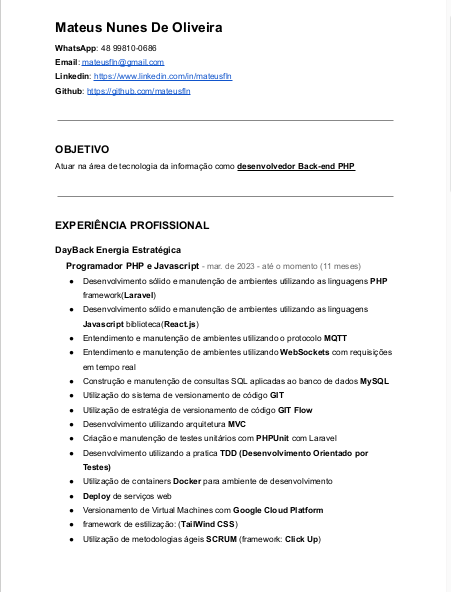 Mateus Nunes De Oliveira
WhatsApp: 48 99810-0686
Email: mateusfln@gmail.com
Linkedin: https://www.linkedin.com/in/mateusfln
Github: https://github.com/mateusfln
OBJETIVO
Atuar na área de tecnologia da informação como desenvolvedor Back-end PHP
EXPERIÊNCIA PROFISSIONAL
DayBack Energia Estratégica
Programador PHP e Javascript - mar. de 2023 - até o momento (11 meses)
● Desenvolvimento sólido e manutenção de ambientes utilizando as linguagens PHP
framework(Laravel)
● Desenvolvimento sólido e manutenção de ambientes utilizando as linguagens
Javascript biblioteca(React.js)
● Entendimento e manutenção de ambientes utilizando o protocolo MQTT
● Entendimento e manutenção de ambientes utilizando WebSockets com requisições
em tempo real
● Construção e manutenção de consultas SQL aplicadas ao banco de dados MySQL
● Utilização do sistema de versionamento de código GIT
● Utilização de estratégia de versionamento de código GIT Flow
● Desenvolvimento utilizando arquitetura MVC
● Criação e manutenção de testes unitários com PHPUnit com Laravel
● Desenvolvimento utilizando a pratica TDD (Desenvolvimento Orientado por
Testes)
● Utilização de containers Docker para ambiente de desenvolvimento
● Deploy de serviços web
● Versionamento de Virtual Machines com Google Cloud Platform
● framework de estilização: (TailWind CSS)
● Utilização de metodologias ágeis SCRUM (framework: Click Up)